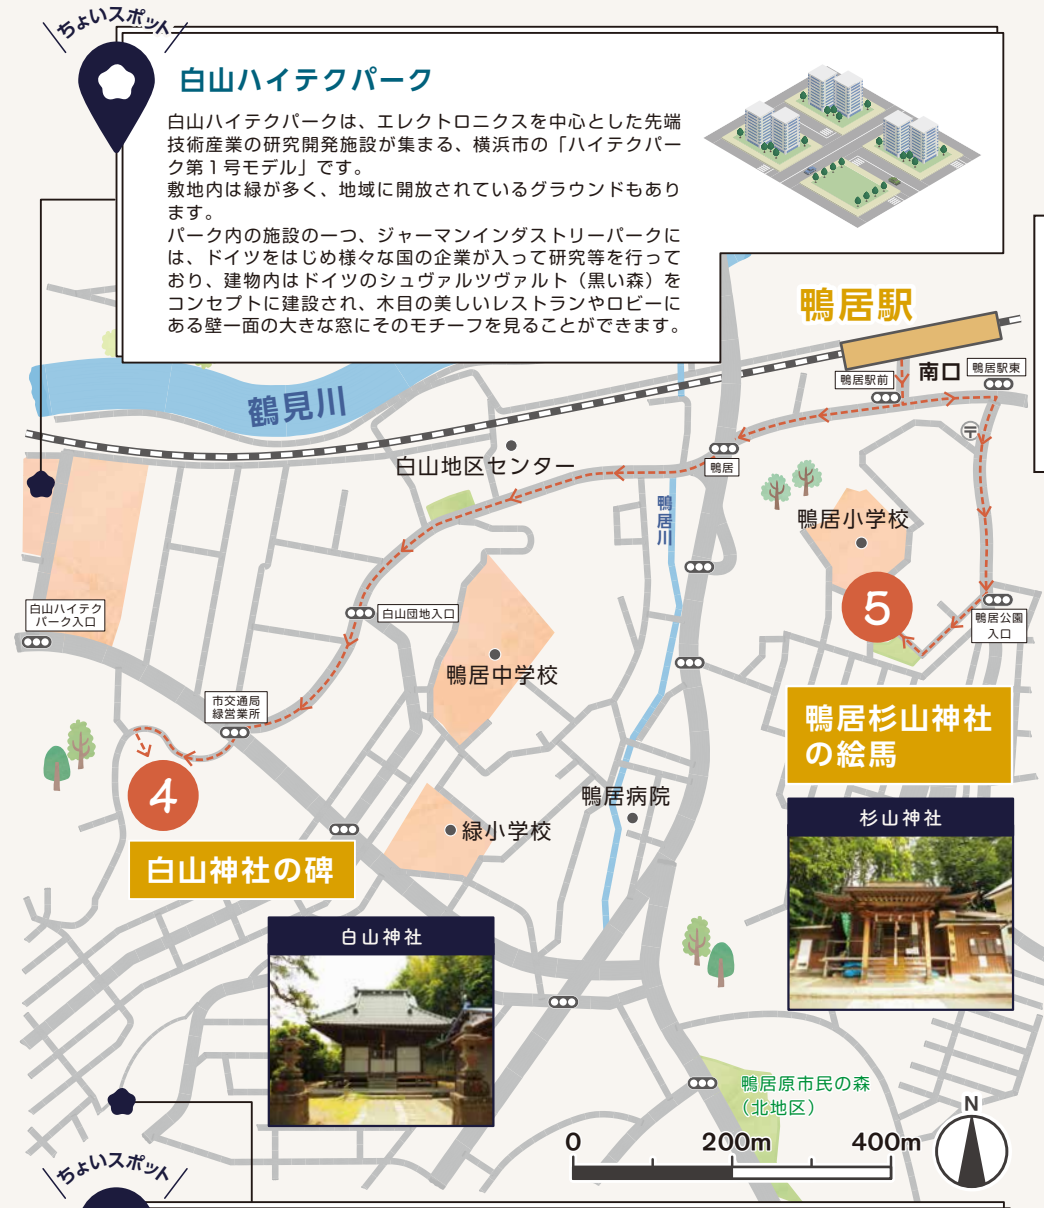 ちょいスポット
白山ハイテクパーク
白山ハイテクパークは、エレクトロニクスを中心とした先端
技術産業の研究開発施設が集まる、横浜市の「ハイテクパー
ク第1号モデル」です。
敷地内は緑が多く、地域に開放されているグラウンドもあり
ます。
パーク内の施設の一つ、ジャーマンインダストリーパークに
は、ドイツをはじめ様々な国の企業が入って研究等を行って
おり、建物内はドイツのシュヴァルツヴァルト（黒い森）を
コンセプトに建設され、木目の美しいレストランやロビーに
ある壁一面の大きな窓にそのモチーフを見ることができます。
鴨居駅
鴨居駅前
南口
鴨居駅東
鶴見川
〒
白山地区センター
鴨居
鴨居川
鴨居小学校
5
白山ハイテク
パーク入口
白山団地入口
鴨居公園
入口
鴨居中学校
市交通局
緑営業所
鴨居杉山神社
の絵馬
4
鴨居病院
緑小学校
杉山神社
白山神社の碑
白山神社
鴨居原市民の森
（北地区）
N
0
200m
400m
ちょいスポット